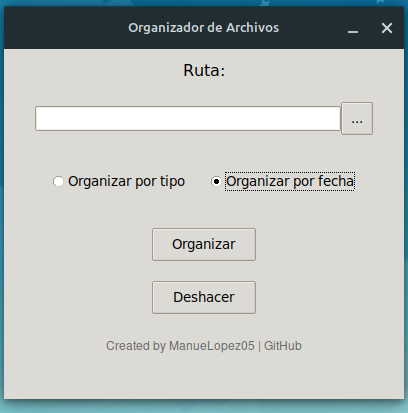 Organizador de Archivos
Ruta:
...
Organizar por tipo Organizar por fecha
Organizar
Deshacer
Created by ManueLopez05 | GitHub